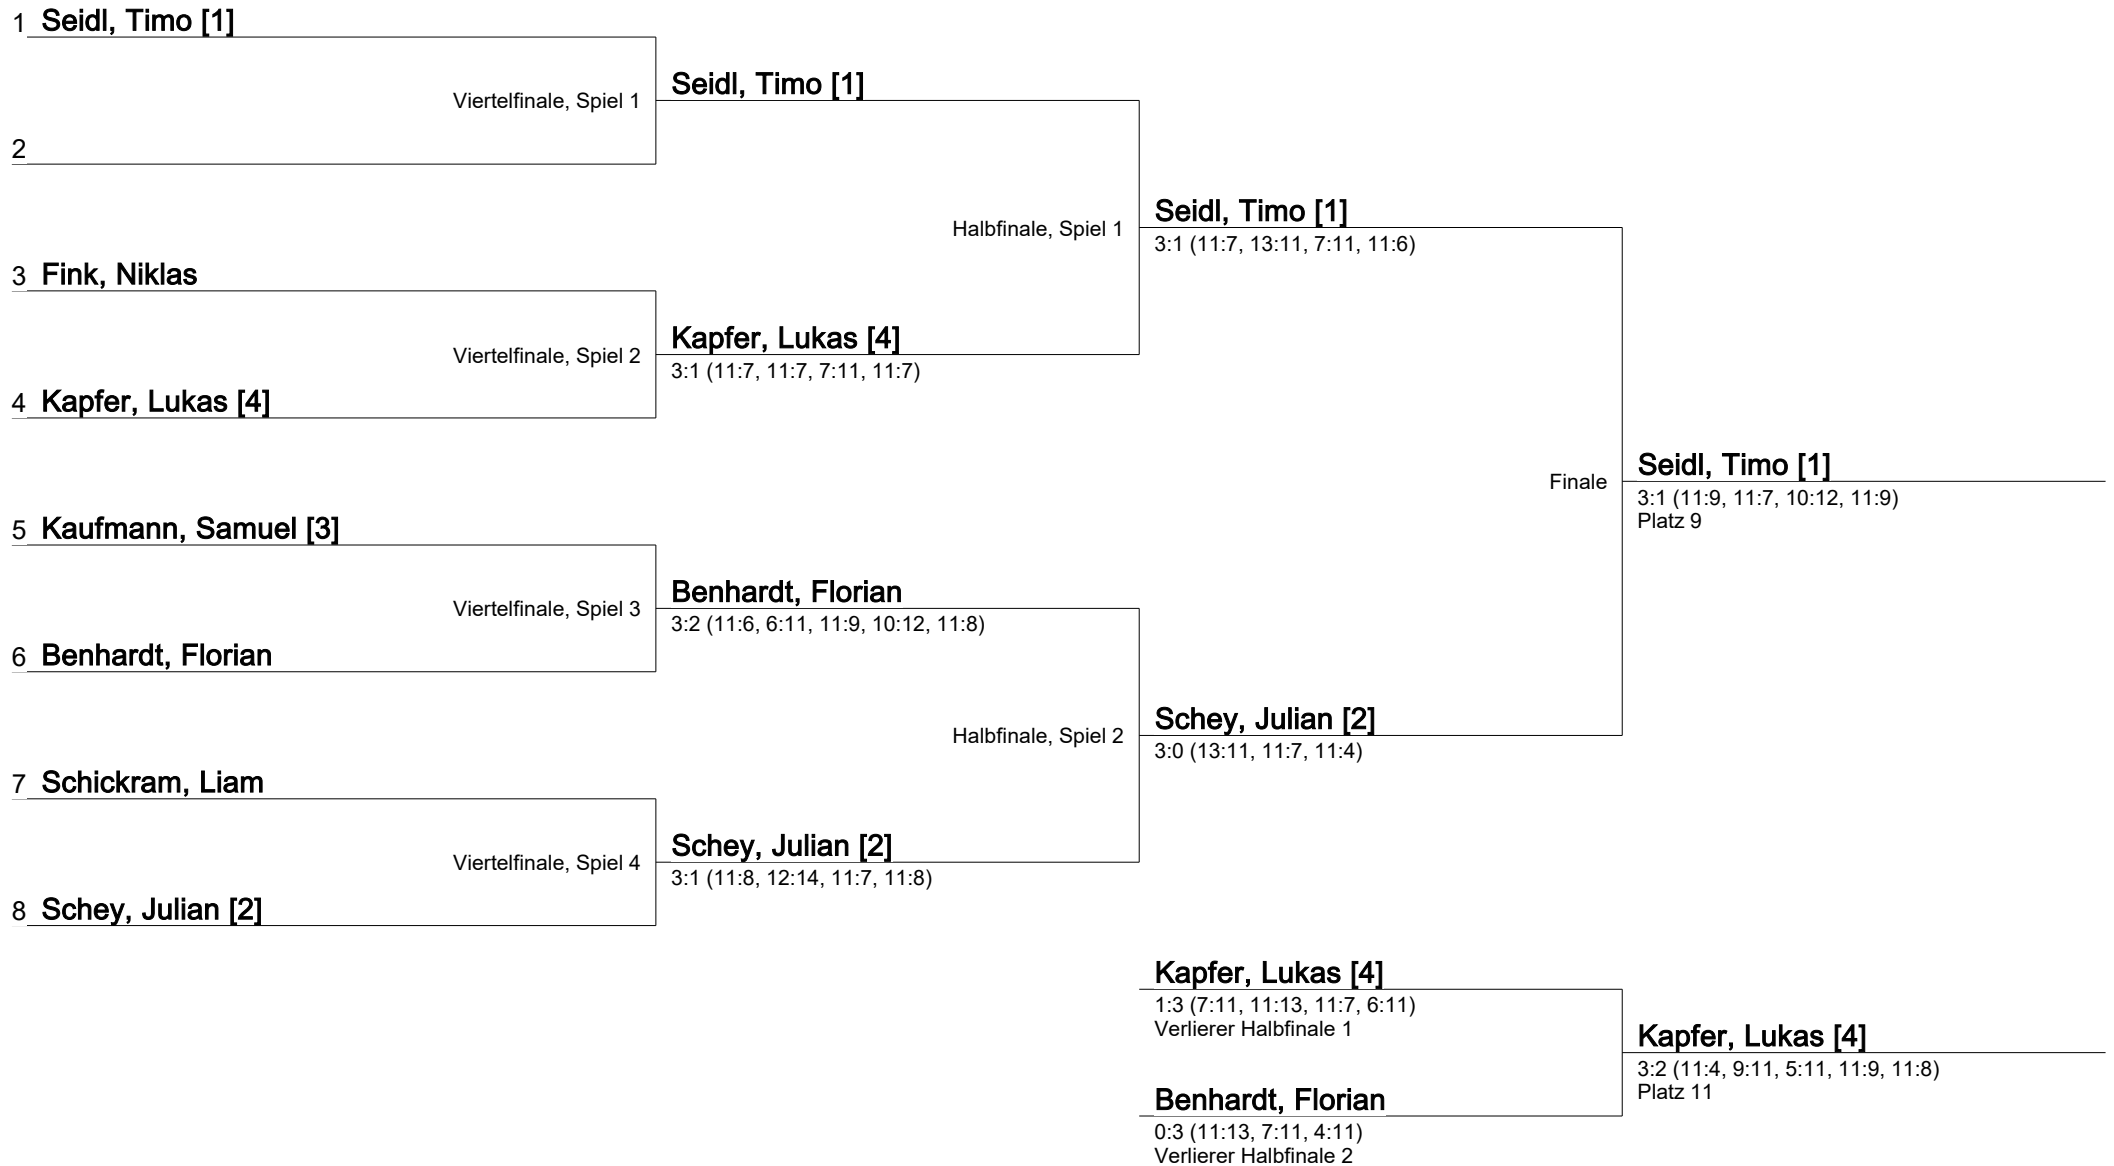 1 Seidl, Timo [1]
Viertelfinale, Spiel 1
2
Seidl, Timo [1]
3 Fink, Niklas
Viertelfinale, Spiel 2
4 Kapfer, Lukas [4]
Kapfer, Lukas [4]
3:1 (11:7, 11:7, 7:11, 11:7)
Halbfinale, Spiel 1
Seidl, Timo [1]
3:1 (11:7, 13:11, 7:11, 11:6)
5 Kaufmann, Samuel [3]
Viertelfinale, Spiel 3
6 Benhardt, Florian
Benhardt, Florian
3:2 (11:6, 6:11, 11:9, 10:12, 11:8)
7 Schickram, Liam
Viertelfinale, Spiel 4
8 Schey, Julian [2]
Schey, Julian [2]
3:1 (11:8, 12:14, 11:7, 11:8)
Halbfinale, Spiel 2
Schey, Julian [2]
3:0 (13:11, 11:7, 11:4)
Finale
Seidl, Timo [1]
3:1 (11:9, 11:7, 10:12, 11:9)
Platz 9
Kapfer, Lukas [4]
1:3 (7:11, 11:13, 11:7, 6:11)
Verlierer Halbfinale 1
Benhardt, Florian
0:3 (11:13, 7:11, 4:11)
Verlierer Halbfinale 2
Kapfer, Lukas [4]
3:2 (11:4, 9:11, 5:11, 11:9, 11:8)
Platz 11